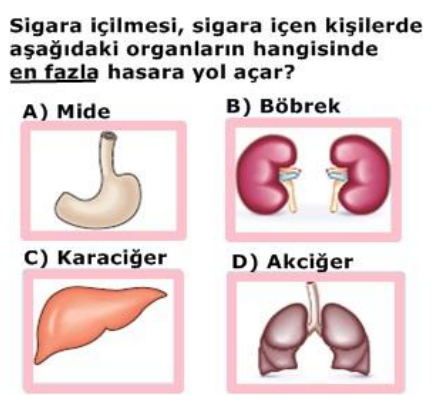 Sigara içilmesi, sigara içen kişilerde
aşağıdaki organların hangisinde
en fazla hasara yol açar?
A) Mide
B) Böbrek
C) Karaciğer
D) Akciğer